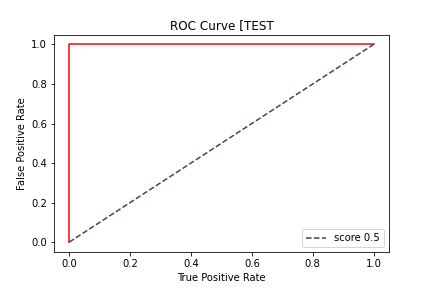 ROC Curve [TEST
1.0
0.8
0.6
0.4
0.2
0.0
False Positive Rate
score 0.5
0.0 0.2 0.4 0.6 0.8 1.0
True Positive Rate